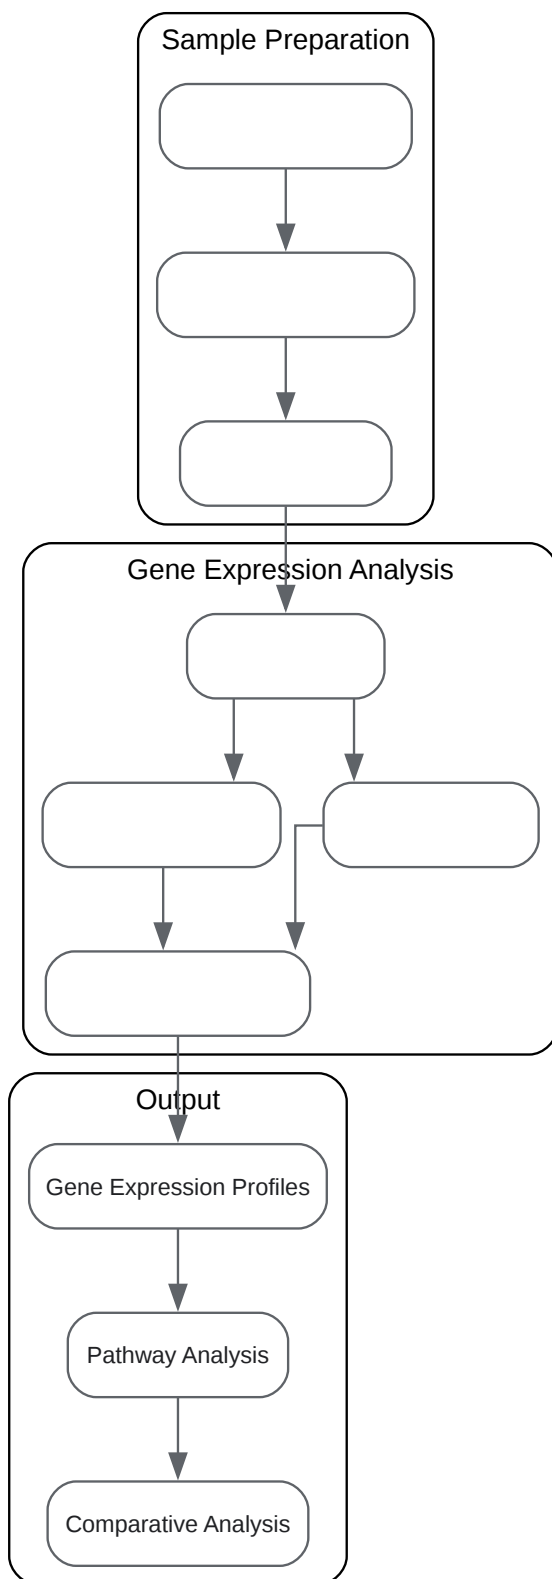 Sample Preparation
Gene Expression Analysis
Output
Gene Expression Profiles
Pathway Analysis
Comparative Analysis